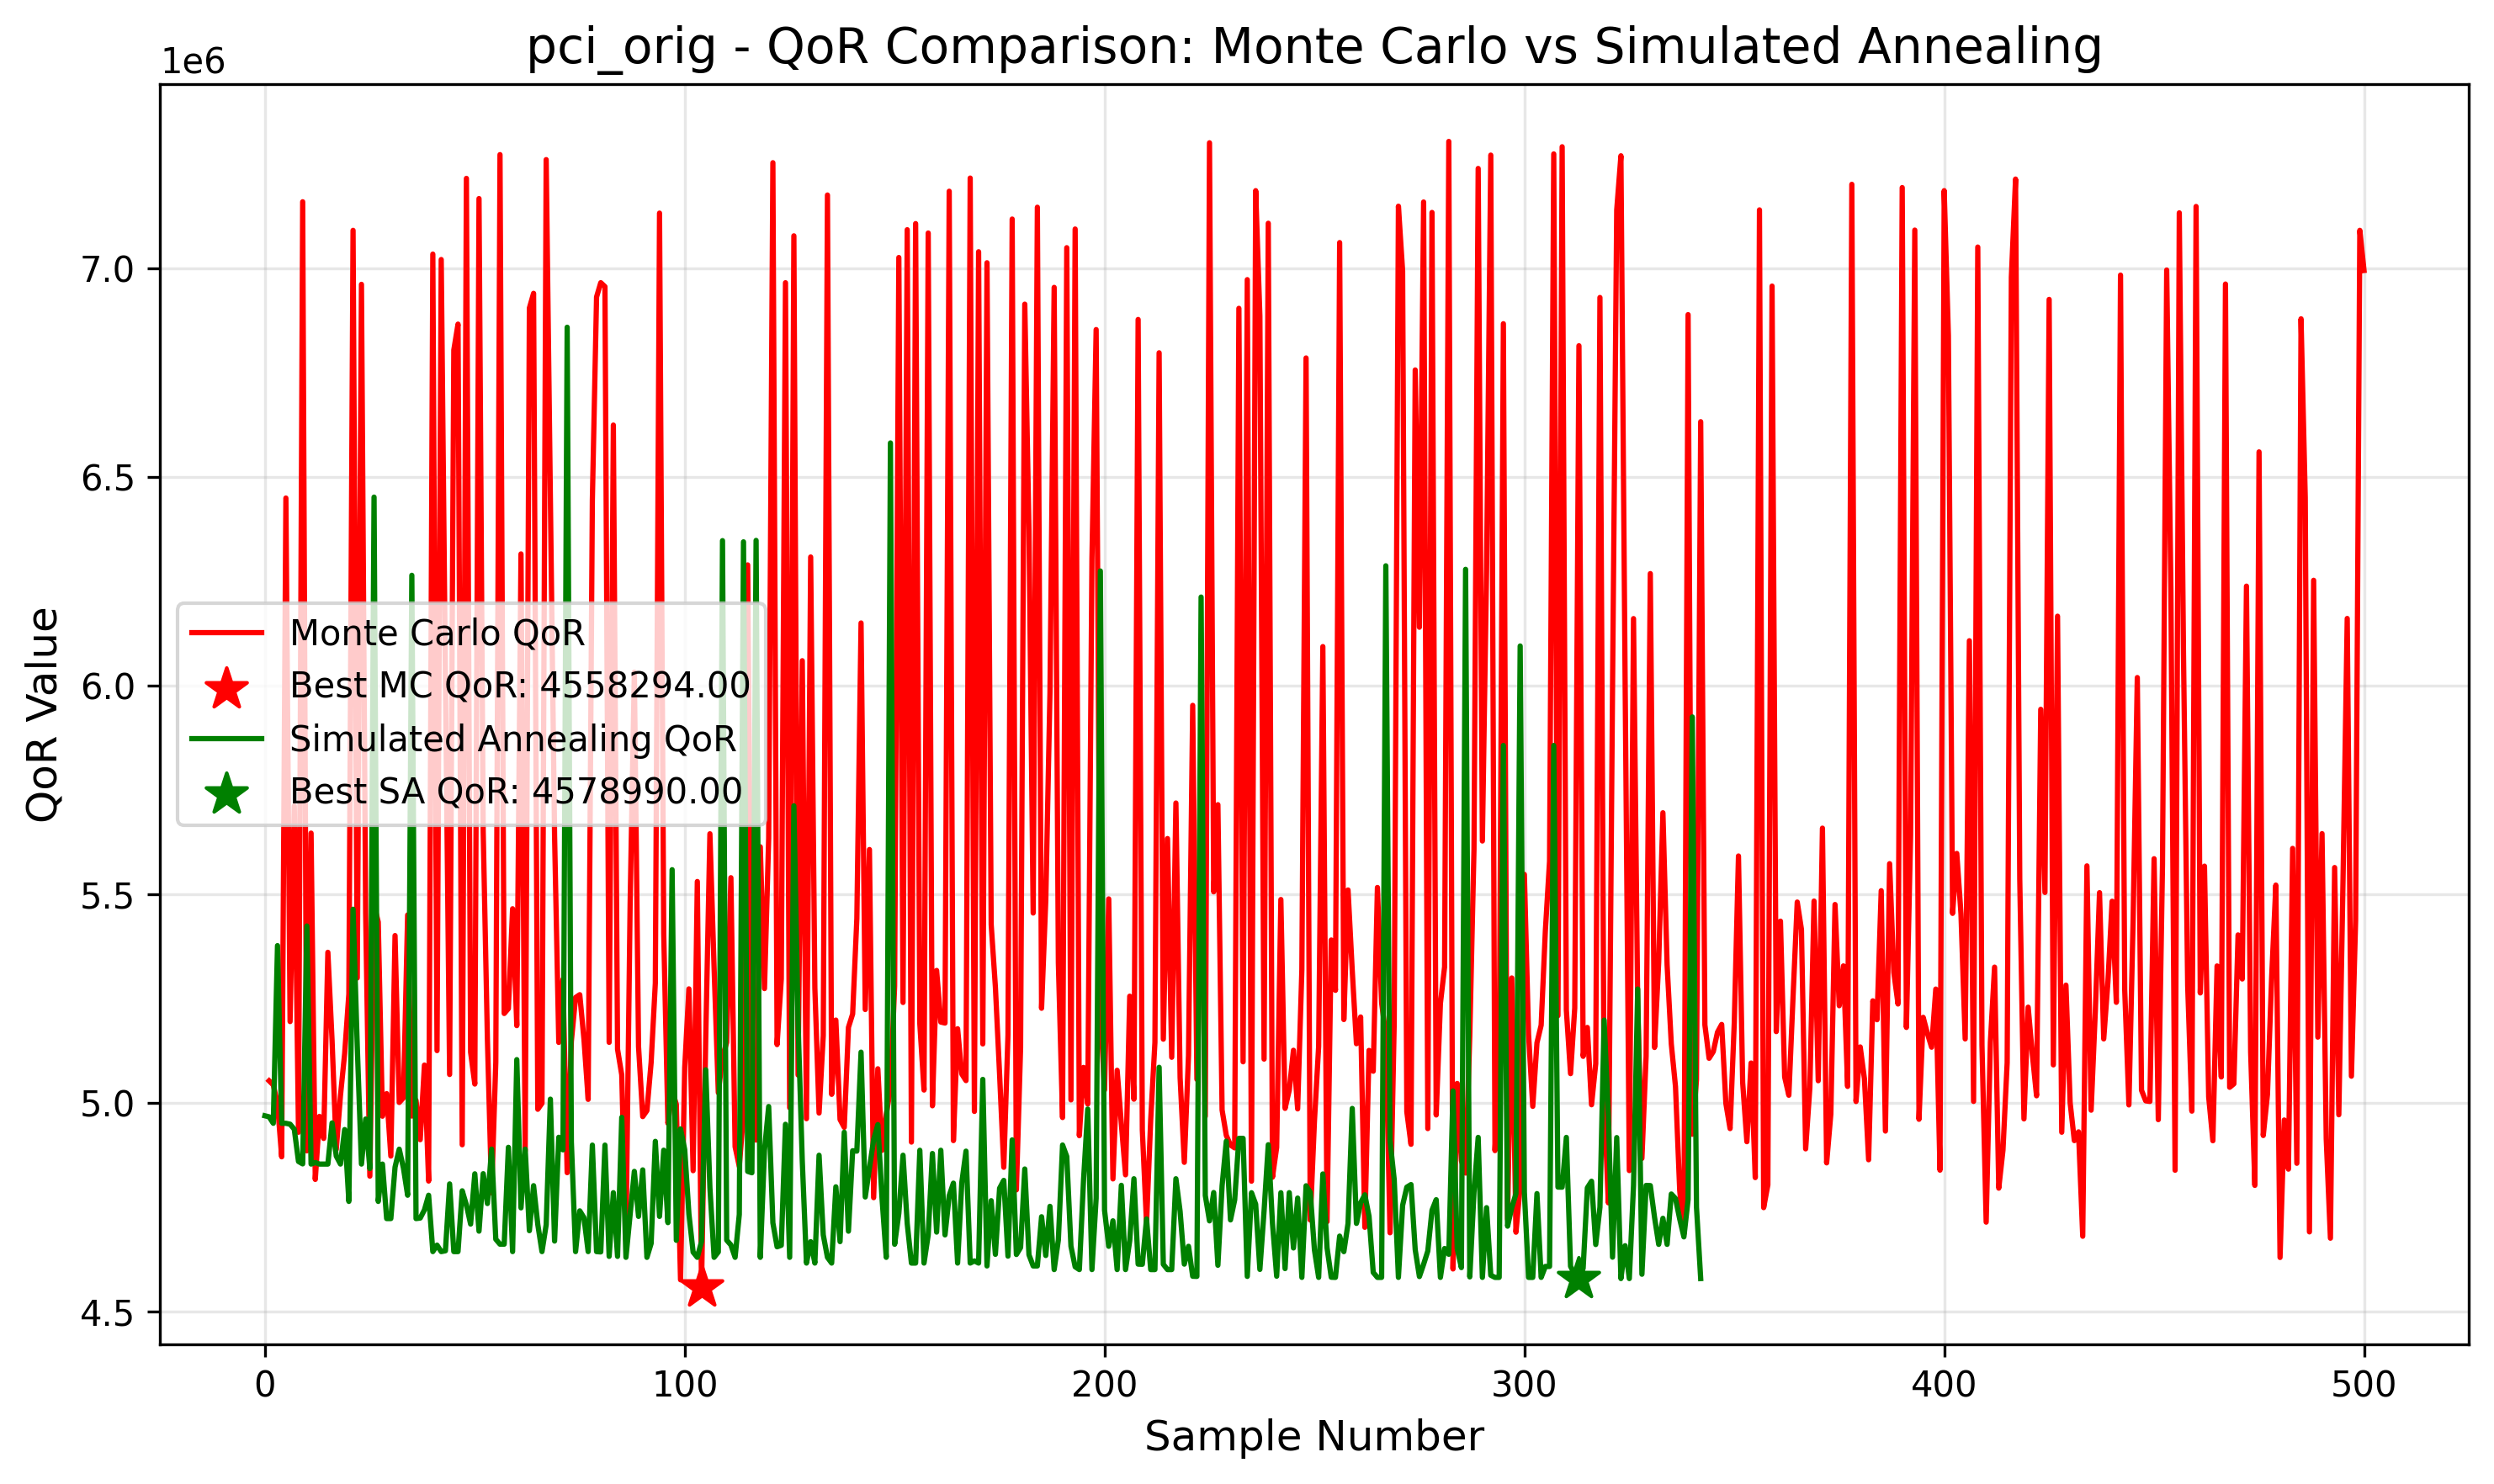 pci_orig - QoR Comparison: Monte Carlo vs Simulated Annealing
1e6
7.0
6.5
6.0
5.5
5.0
4.5
QoR Value
Monte Carlo QoR
Best MC QoR: 4558294.00
Simulated Annealing QoR
Best SA QoR: 4578990.00
0 100 200 300 400 500
Sample Number